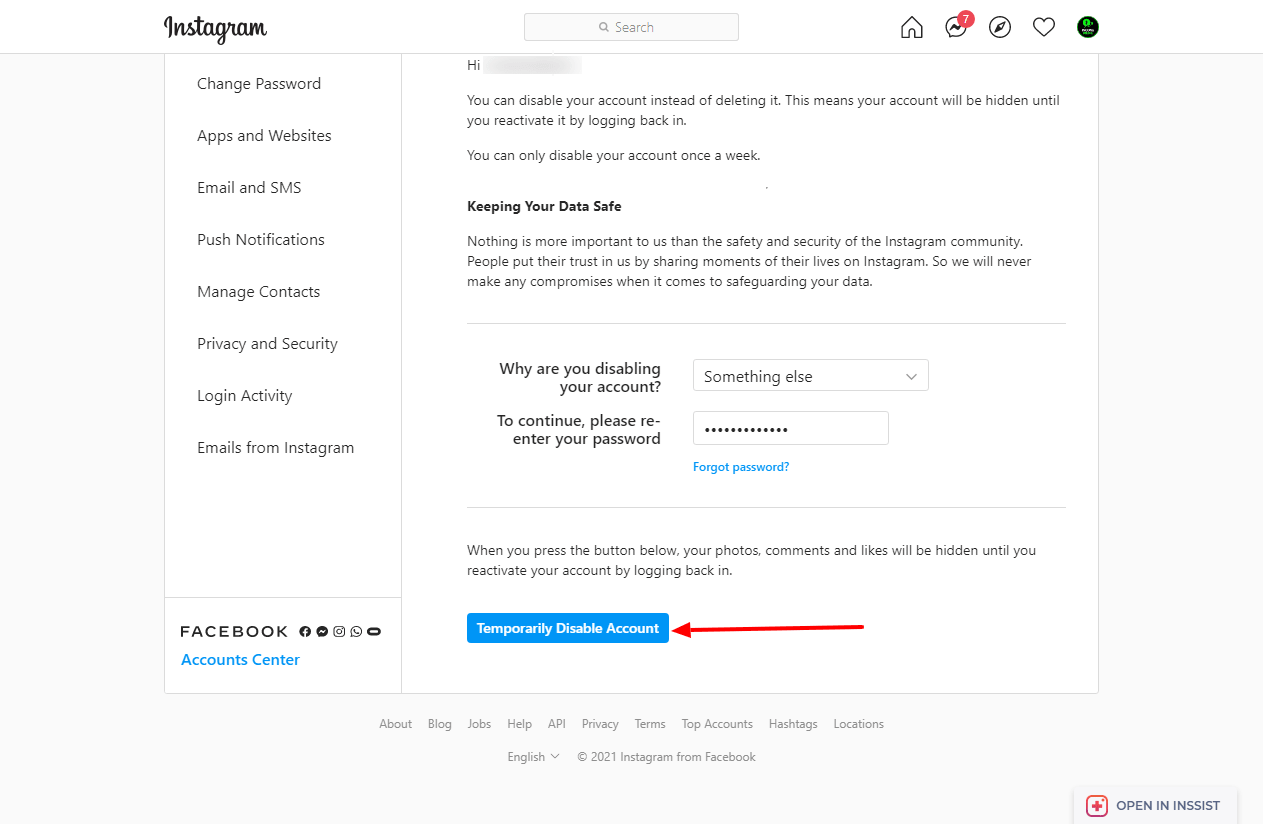 Instagram
Search
7
Change Password
Apps and Websites
Email and SMS
Push Notifications
Manage Contacts
Privacy and Security
Login Activity
Emails from Instagram
FACEBOOK
Accounts Center
Hi
You can disable your account instead of deleting it. This means your account will be hidden until
you reactivate it by logging back in.
You can only disable your account once a week.
Keeping Your Data Safe
Nothing is more important to us than the safety and security of the Instagram community.
People put their trust in us by sharing moments of their lives on Instagram. So we will never
make any compromises when it comes to safeguarding your data.
Why are you disabling
your account?
Something else
To continue, please re-
enter your password
•••••••••••••
Forgot password?
When you press the button below, your photos, comments and likes will be hidden until you
reactivate your account by logging back in.
Temporarily Disable Account
About Blog Jobs Help API Privacy Terms Top Accounts Hashtags Locations
English © 2021 Instagram from Facebook
OPEN IN INSSIST